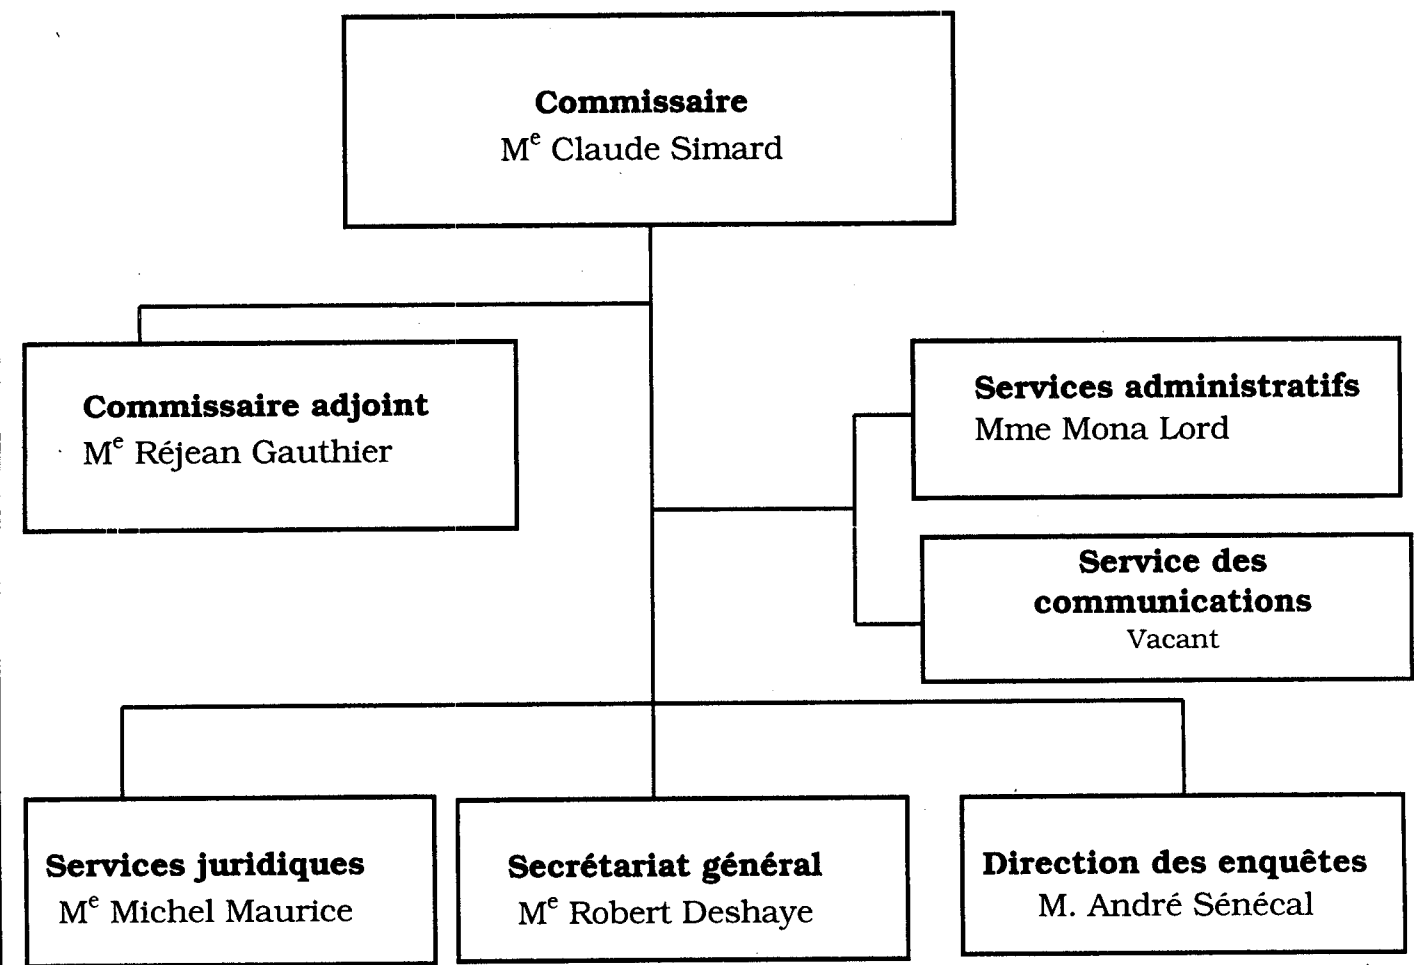 Commissaire
Me Claude Simard
Commissaire adjoint
Me Réjean Gauthier
Services administratifs
Mme Mona Lord
Service des
communications
Vacant
Services juridiques
Me Michel Maurice
Secrétariat général
Me Robert Deshaye
Direction des enquêtes
M. André Sénécal